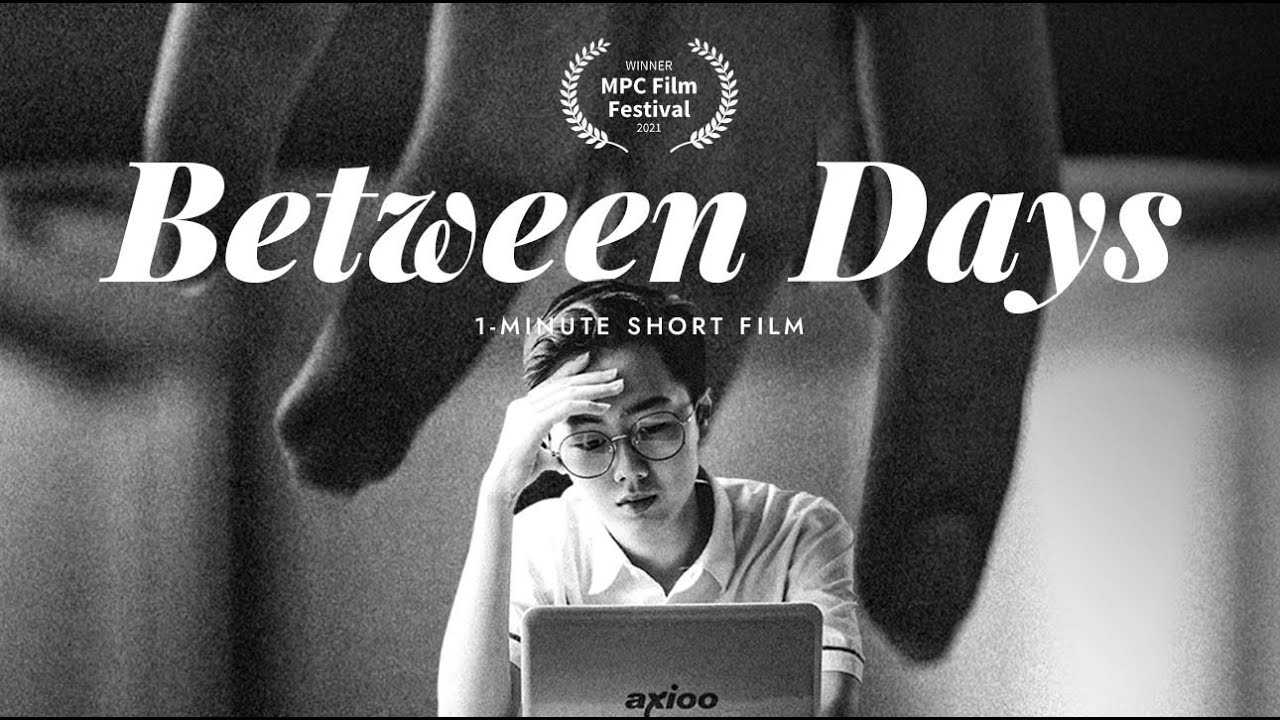 WINNER
MPC Film
Festival
2021
Between Days
1-MINUTE SHORT FILM
axioo